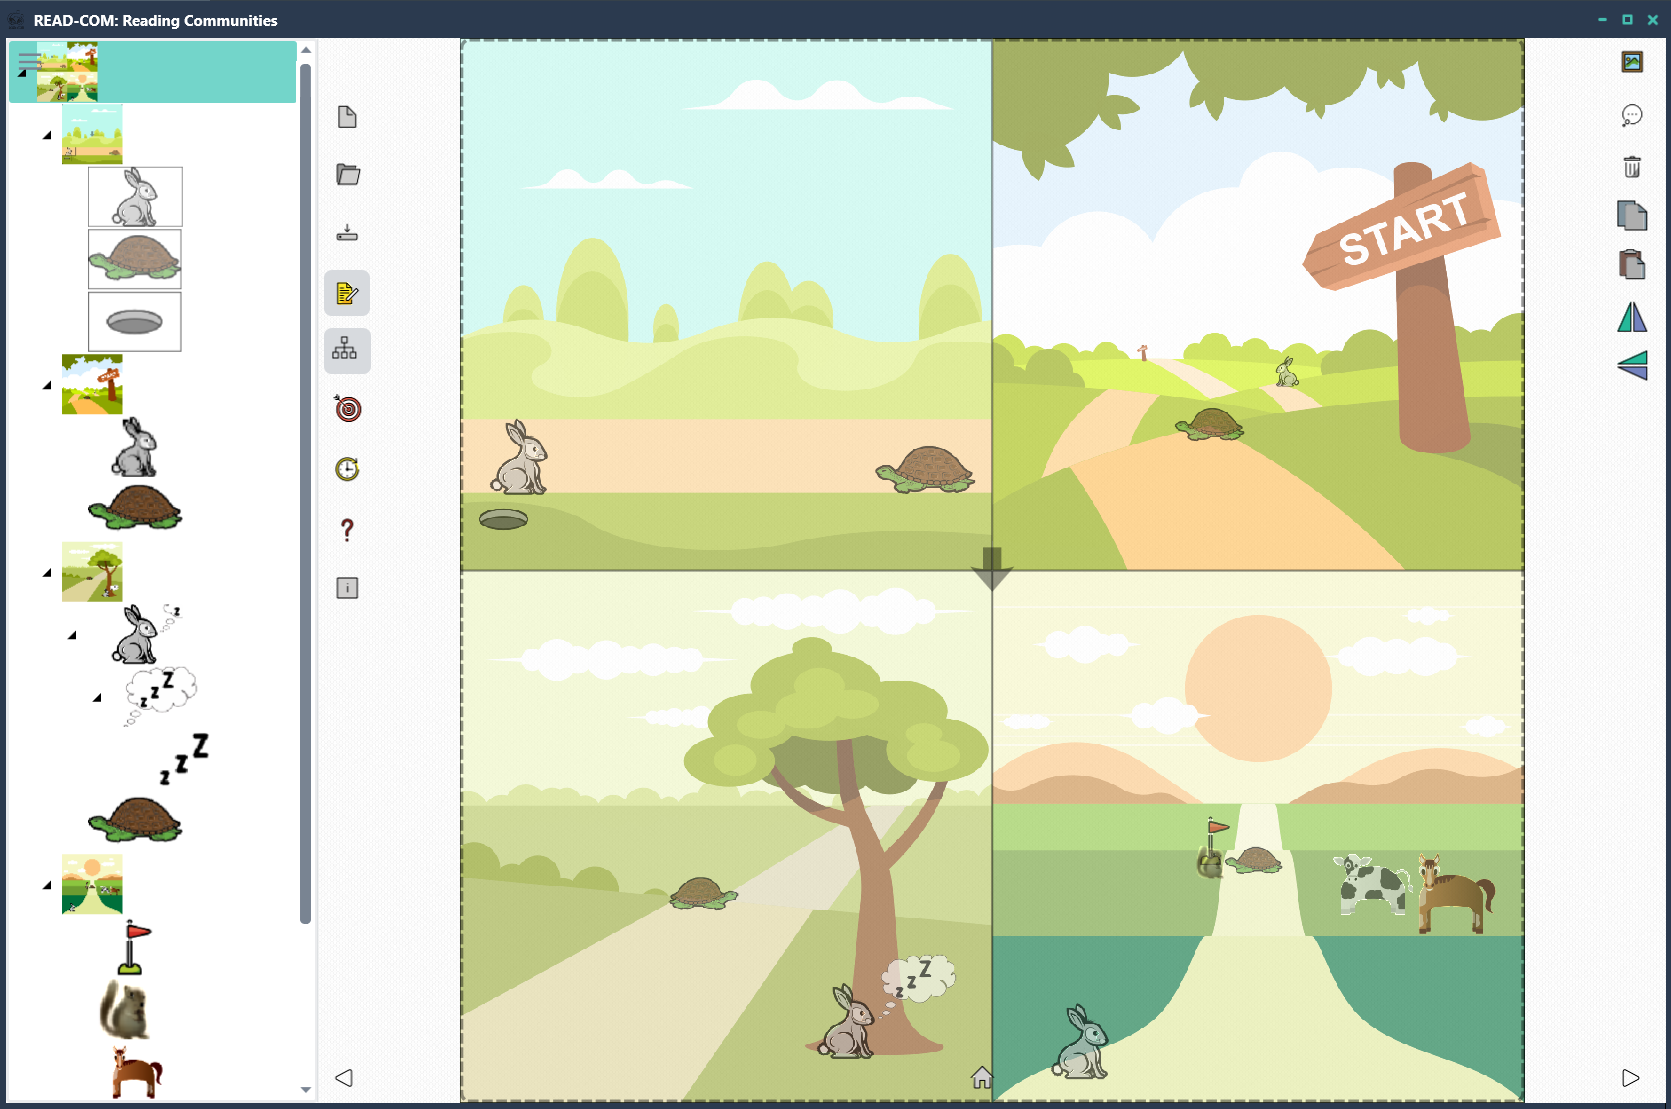 READ-COM: Reading Communities
START
z
z z Z
z z Z
z z Z
?
i